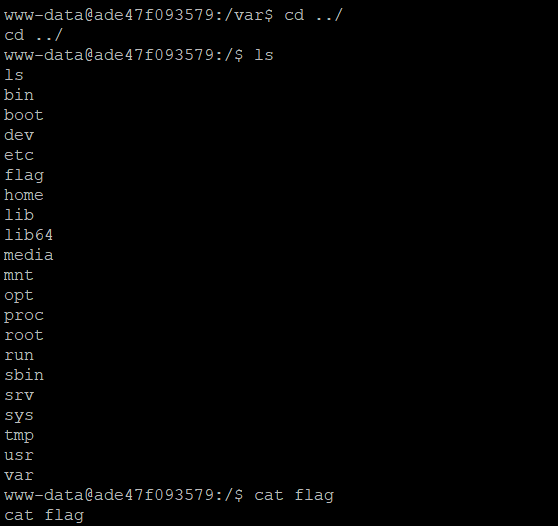 www-data@ade47f093579:/var$ cd ../
cd ../
www-data@ade47f093579:/$ ls
ls
bin
boot
dev
etc
flag
home
lib
lib64
media
mnt
opt
proc
root
run
sbin
srv
sys
tmp
usr
var
www-data@ade47f093579:/$ cat flag
cat flag